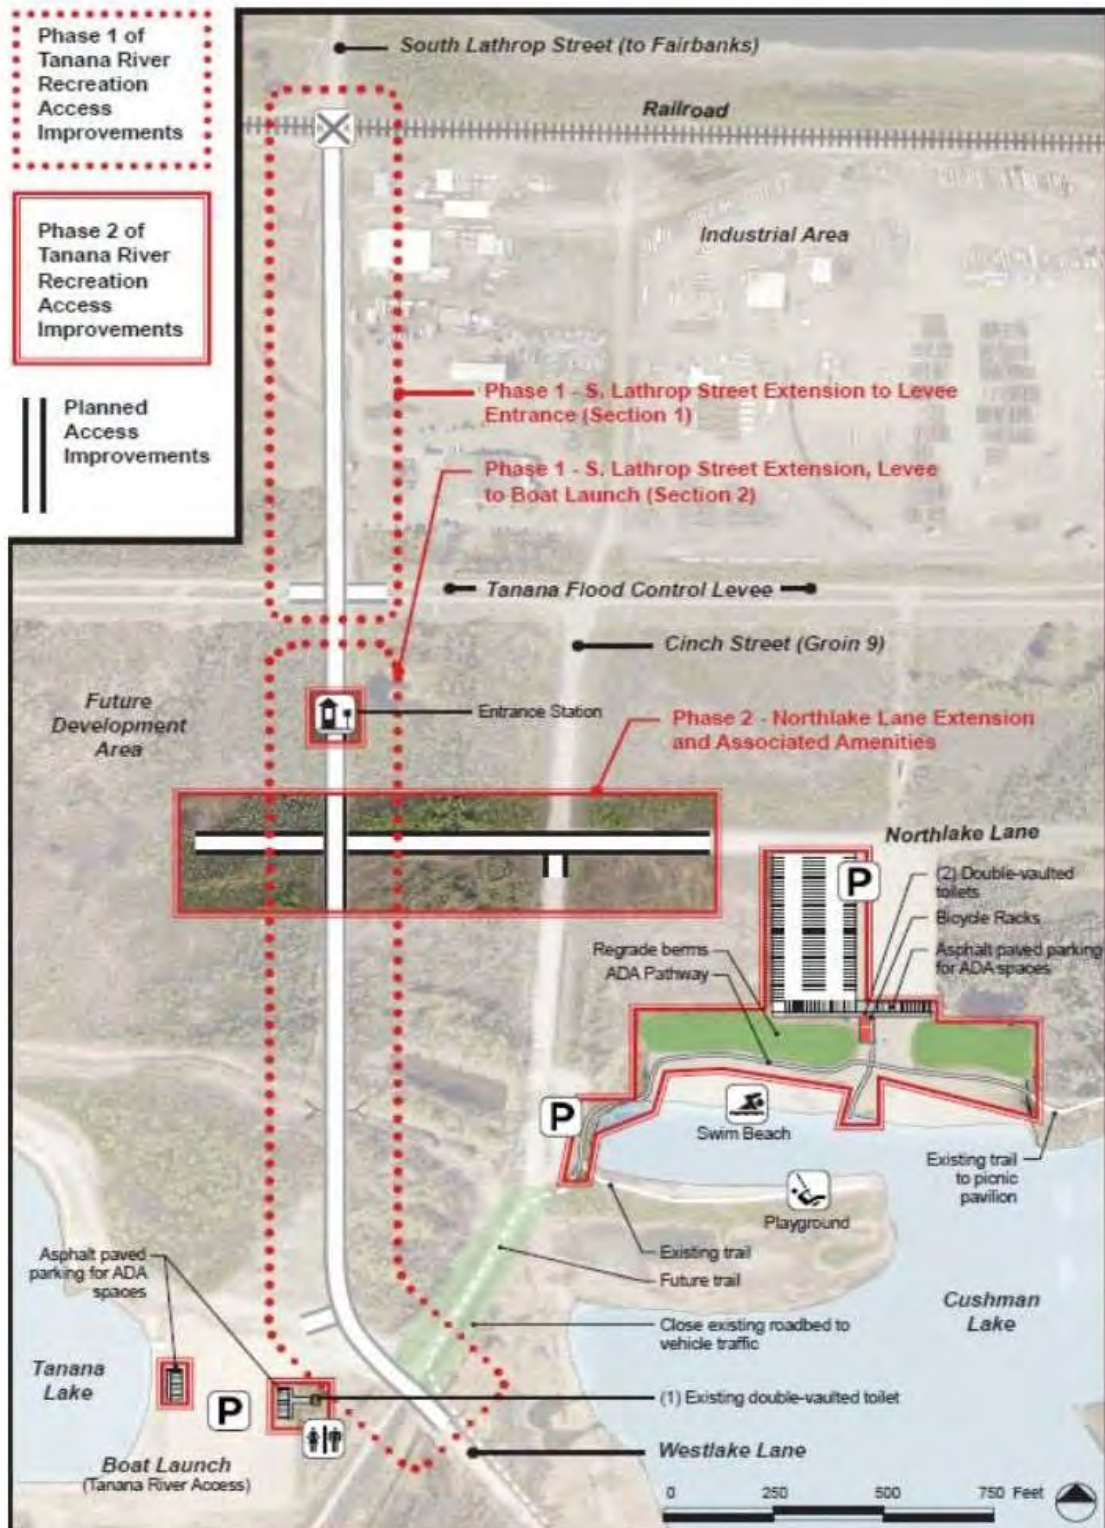 Phase 1 of
Tanana River
Recreation
Access
Improvements
Phase 2 of
Tanana River
Recreation
Access
Improvements
Planned
Access
Improvements
South Lathrop Street (to Fairbanks)
Railroad
Industrial Area
Phase 1 - S. Lathrop Street Extension to Levee
Entrance (Section 1)
Phase 1 - S. Lathrop Street Extension, Levee
to Boat Launch (Section 2)
Tanana Flood Control Levee
Cinch Street (Groin 9)
Future
Development
Area
Entrance Station
Phase 2 - Northlake Lane Extension
and Associated Amenities
Northlake Lane
P
(2) Double-vaulted
toilets
Bicycle Racks
Asphalt paved parking
for ADA spaces
Regrade berms
ADA Pathway
P
Swim Beach
Existing trail
to picnic
pavilion
Playground
Existing trail
Future trail
Close existing roadbed to
vehicle traffic
Cushman
Lake
Asphalt paved
parking for ADA
spaces
Tanana
Lake
P
(1) Existing double-vaulted toilet
Westlake Lane
Boat Launch
(Tanana River Access)
0 250 500 750 Feet